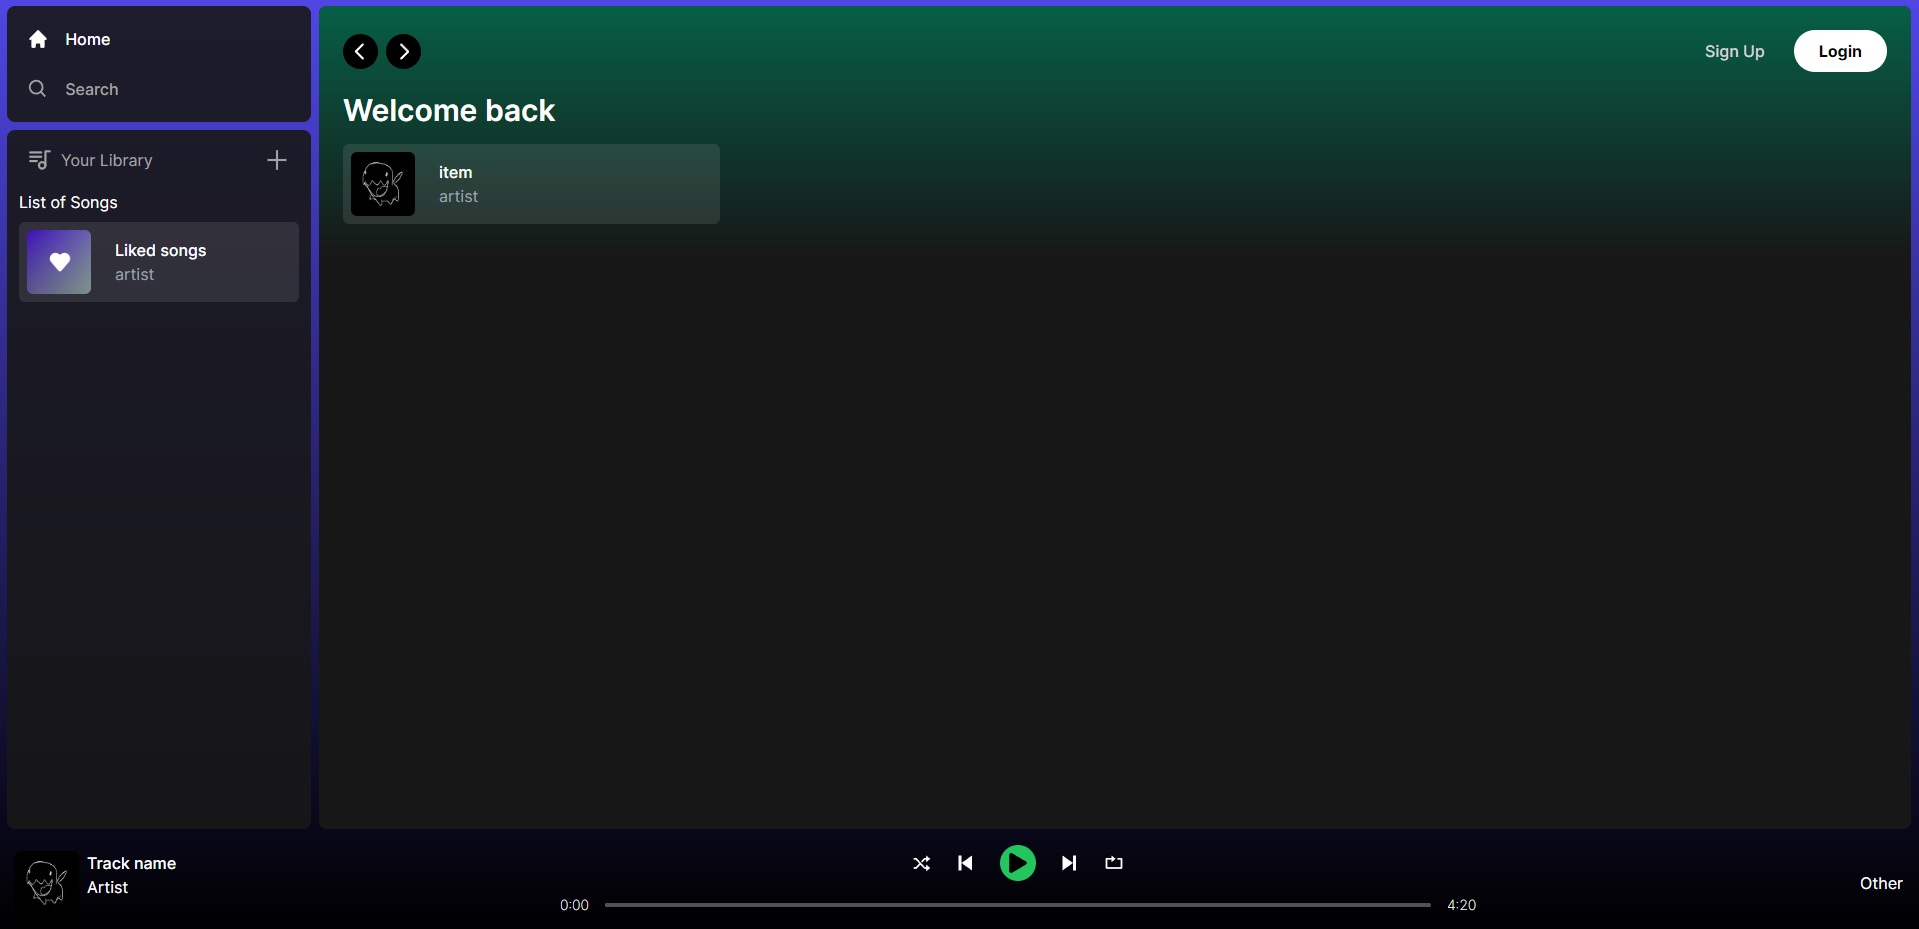 Home
Search
Your Library
List of Songs
Liked songs
artist
Sign Up
Login
Welcome back
item
artist
Track name
Artist
0:00
4:20
Other